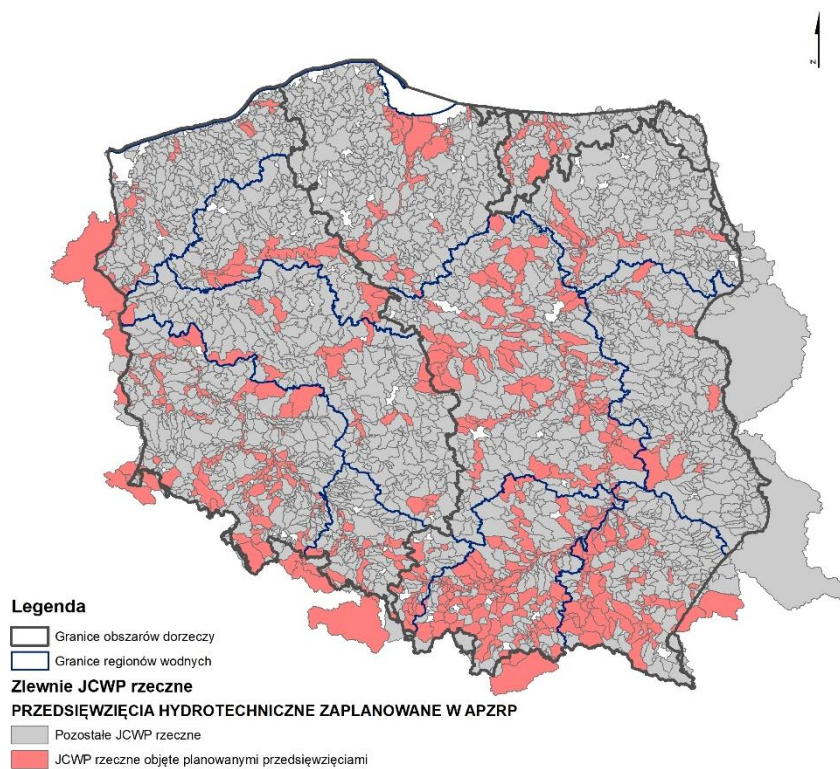 N
Legenda
Granice obszarów dorzeczy
Granice regionów wodnych
Zlewnie JCWP rzeczne
PRZEDSIĘWZIĘCIA HYDROTECHNICZNE ZAPLANOWANE W APZRP
Pozostałe JCWP rzeczne
JCWP rzeczne objęte planowanymi przedsięwzięciami